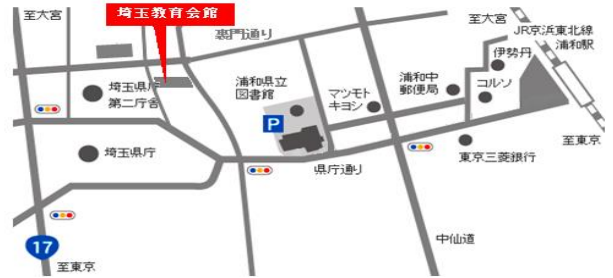 至大宮
埼玉教育会館
裏門通り
至大宮
JR京浜東北線
浦和駅
伊勢丹
埼玉県庁
第二庁舎
浦和県立
図書館
マツモト
キヨシ
浦和中
郵便局
コルソ
P
埼玉県庁
県庁通り
東京三菱銀行
至東京
中仙道
17
至東京